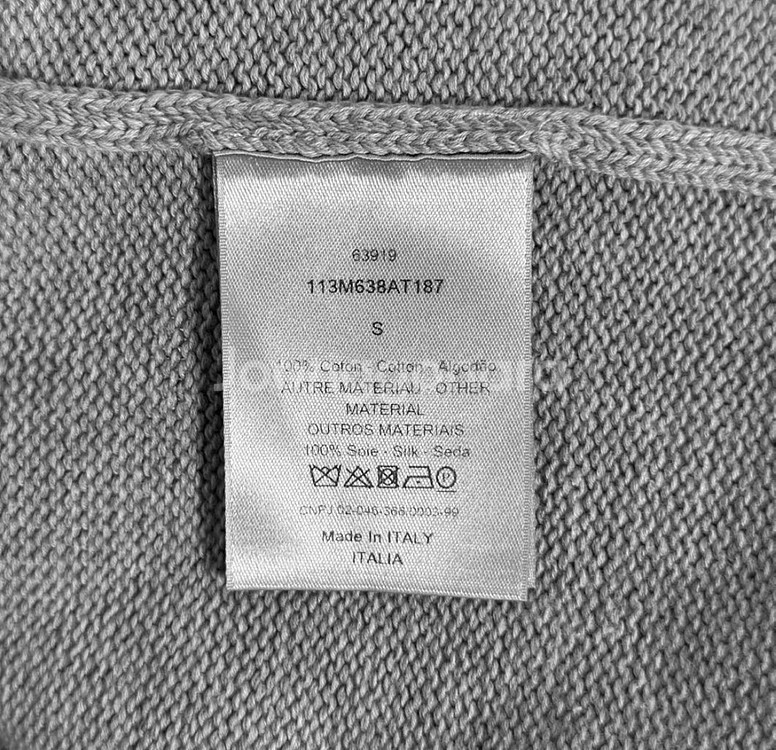 63919
113M638AT187
S
100% Coton - Cotton - Algodão
AUTRE MATERIAU - OTHER
MATERIAL
OUTROS MATERIAIS
100% Soie - Silk - Seda
P
CNPJ 02-046-366/0003-99
Made In ITALY
ITALIA